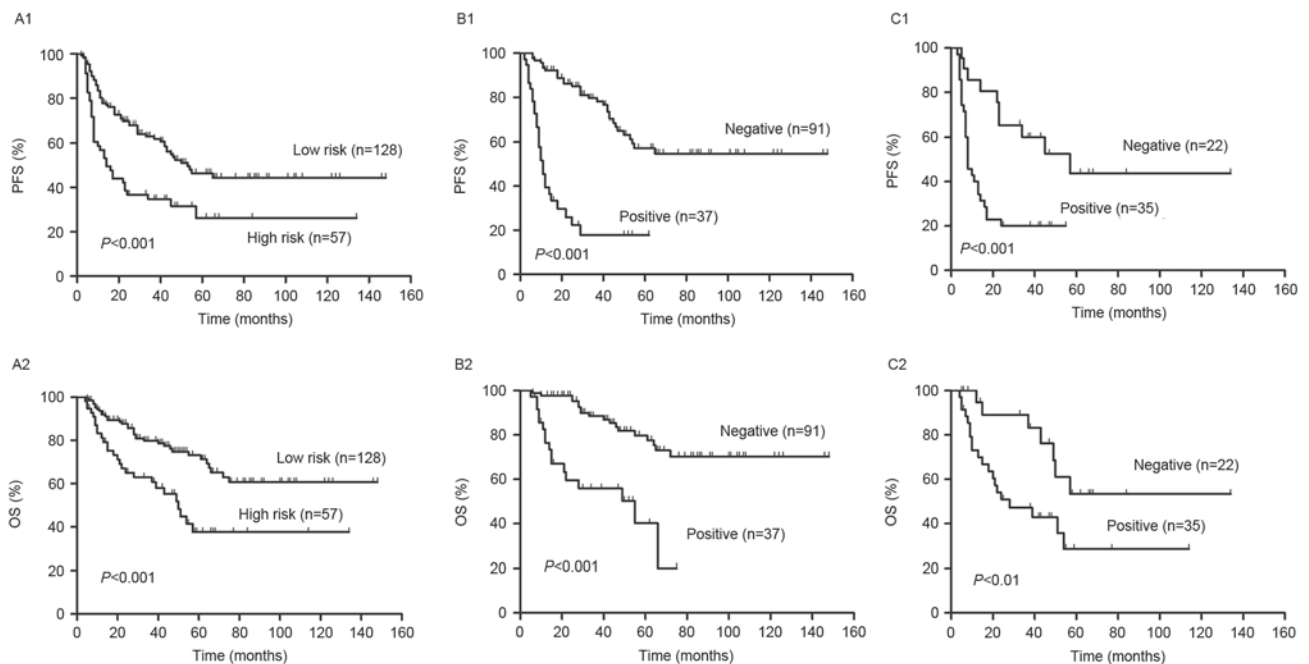 A1
100
80
60
40
20
0
PFS (%)
Low risk (n=128)
High risk (n=57)
P<0.001
0 20 40 60 80 100 120 140 160
Time (months)
B1
100
80
60
40
20
0
PFS (%)
Negative (n=91)
Positive (n=37)
P<0.001
0 20 40 60 80 100 120 140 160
Time (months)
C1
100
80
60
40
20
0
PFS (%)
Negative (n=22)
Positive (n=35)
P<0.001
0 20 40 60 80 100 120 140 160
Time (months)
A2
100
80
60
40
20
0
OS (%)
Low risk (n=128)
High risk (n=57)
P<0.001
0 20 40 60 80 100 120 140 160
Time (months)
B2
100
80
60
40
20
0
OS (%)
Negative (n=91)
Positive (n=37)
P<0.001
0 20 40 60 80 100 120 140 160
Time (months)
C2
100
80
60
40
20
0
OS (%)
Negative (n=22)
Positive (n=35)
P<0.01
0 20 40 60 80 100 120 140 160
Time (months)